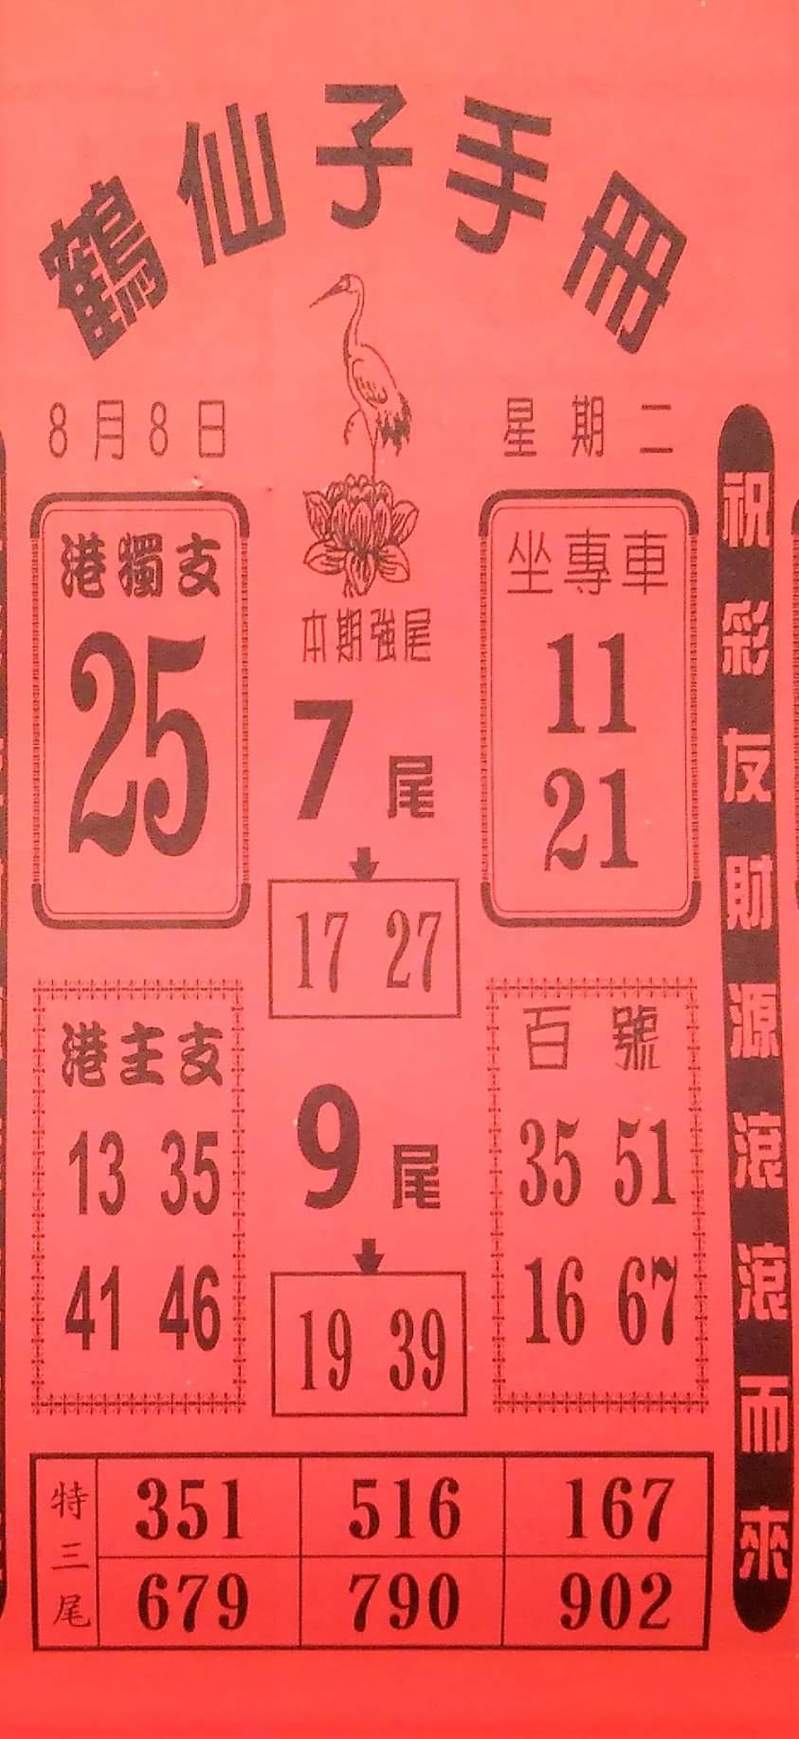 鶴仙子手冊
8月8日
星期二
港獨支
25
本期強尾
7尾
17 27
9尾
19 39
坐專車
11
21
港主支
13 35
41 46
百號
35 51
16 67
特三尾
351 516 167
679 790 902
祝彩友財源滾滾而來